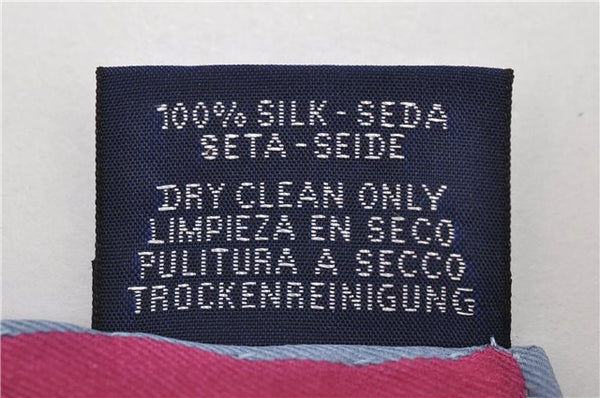 100% SILK - SEDA
SETA - SEIDE
DRY CLEAN ONLY
LIMPIEZA EN SECO
PULITURA A SECCO
TROCKENREINIGUNG